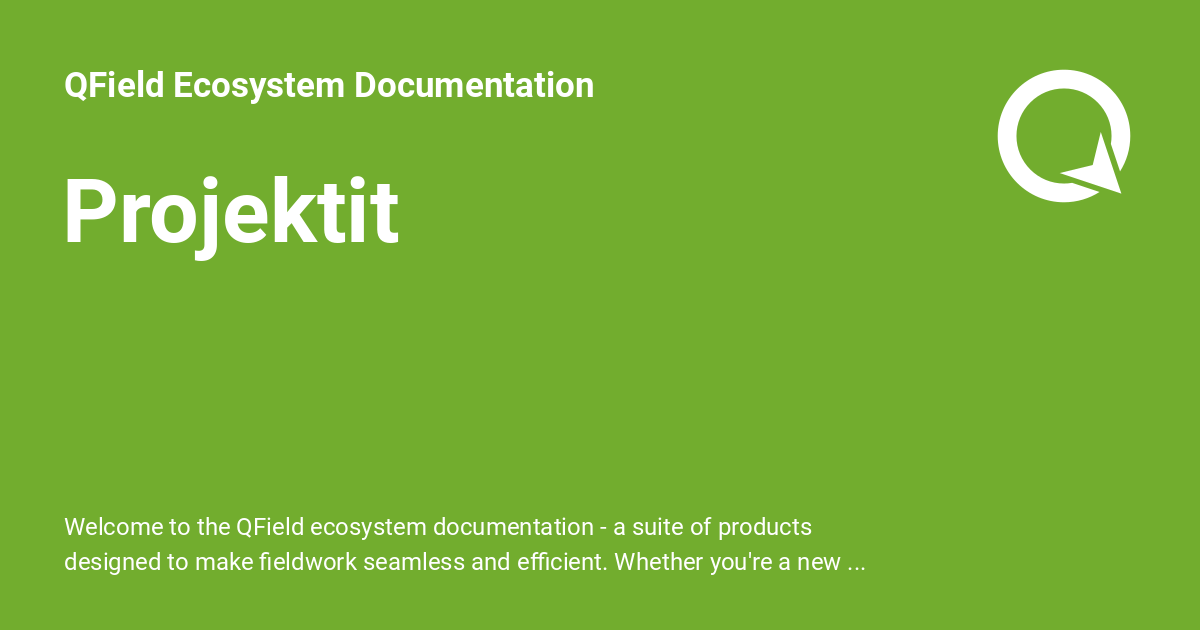 QField Ecosystem Documentation
Projektit
Welcome to the QField ecosystem documentation - a suite of products
designed to make fieldwork seamless and efficient. Whether you're a new ...